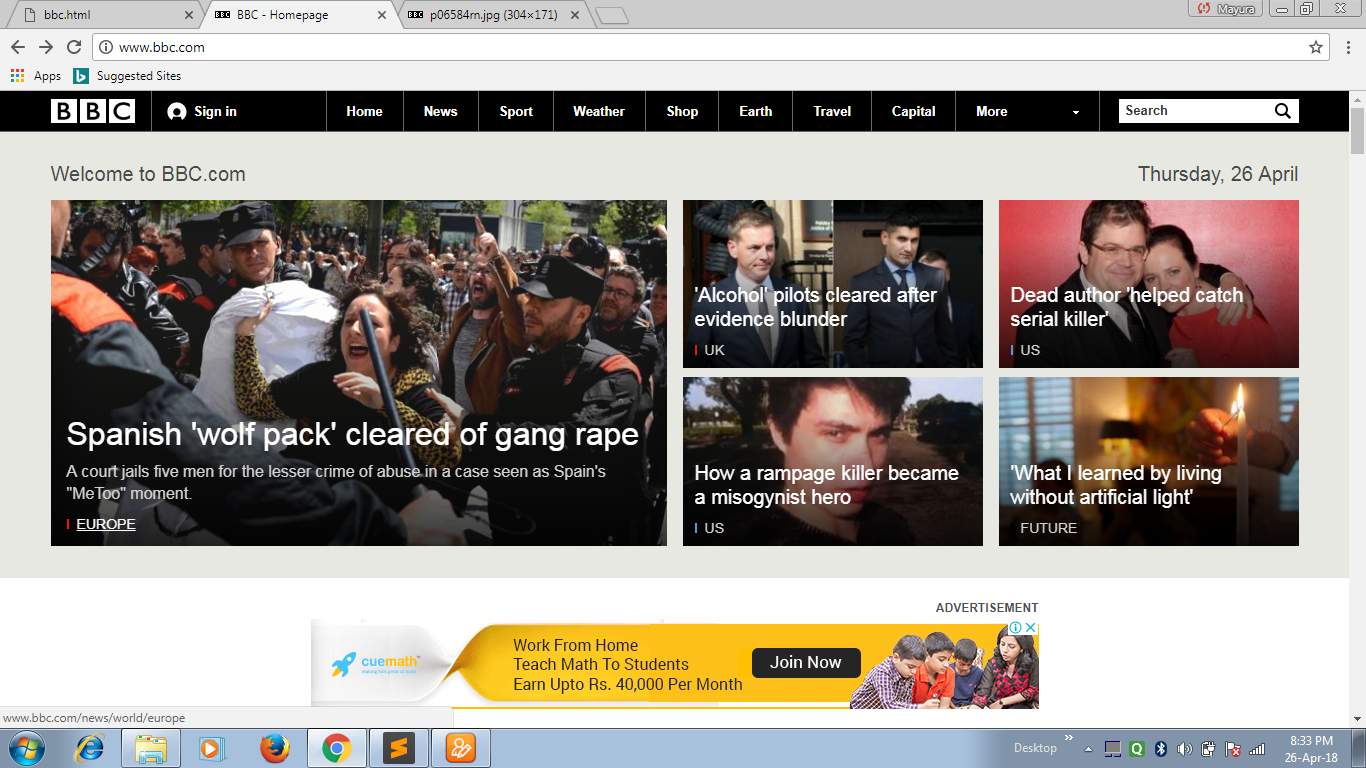 bbc.html
BBC - Homepage
p06584rn.jpg (304×171)
Mayura
www.bbc.com
Apps
Suggested Sites
BBC
Sign in
Home
News
Sport
Weather
Shop
Earth
Travel
Capital
More
Search
Welcome to BBC.com
Thursday, 26 April
Spanish 'wolf pack' cleared of gang rape
A court jails five men for the lesser crime of abuse in a case seen as Spain's
"MeToo" moment.
EUROPE
'Alcohol' pilots cleared after
evidence blunder
UK
Dead author 'helped catch
serial killer'
US
How a rampage killer became
a misogynist hero
US
'What I learned by living
without artificial light'
FUTURE
ADVERTISEMENT
cuemath
Work From Home
Teach Math To Students
Earn Upto Rs. 40,000 Per Month
Join Now
www.bbc.com/news/world/europe
Desktop
8:33 PM
26-Apr-18